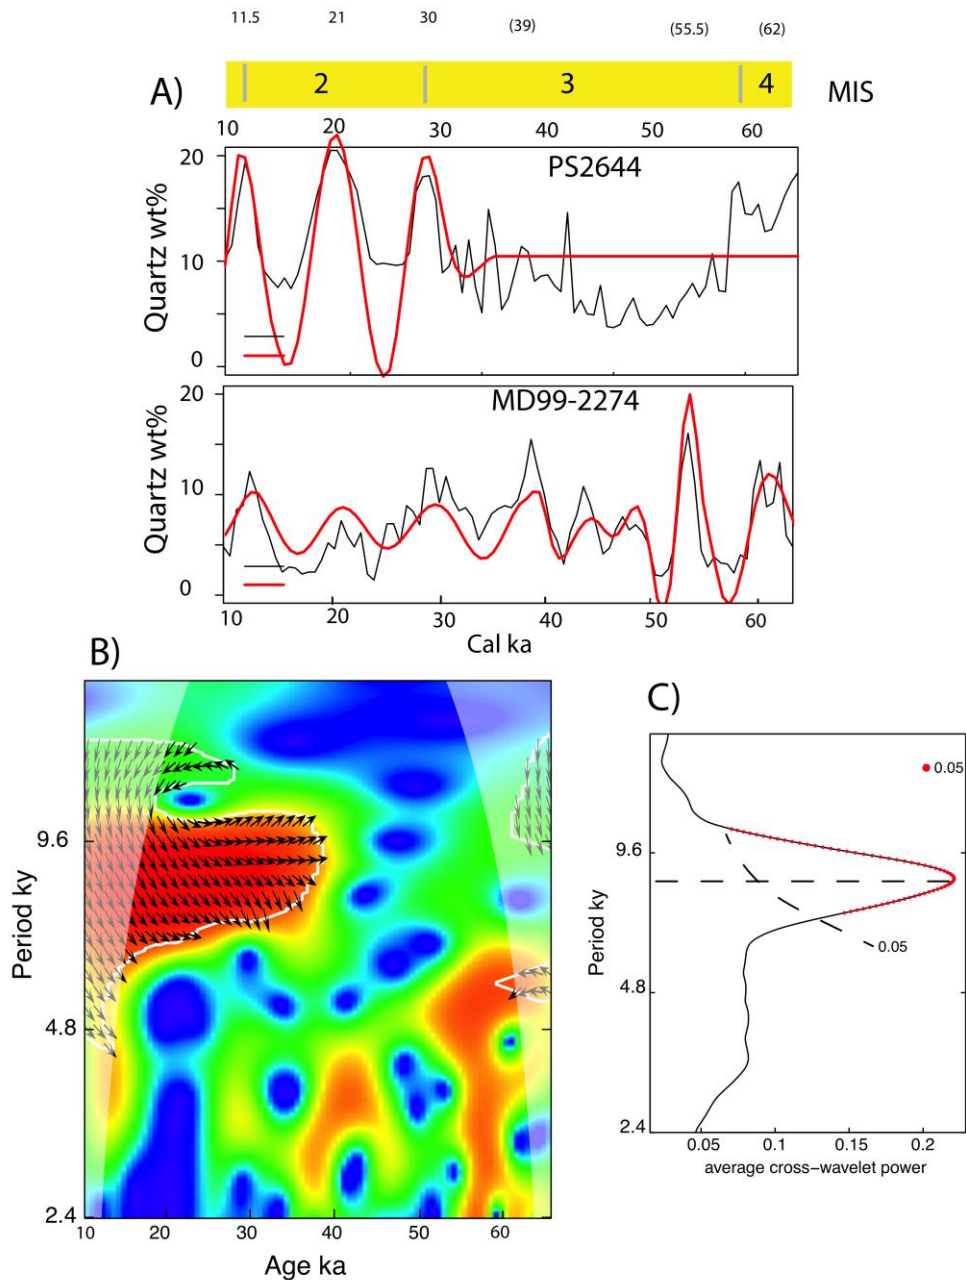 11.5 21 30 (39) (55.5) (62)
A) 2 3 4 MIS
10 20 30 40 50 60
PS2644
Quartz wt%
20
10
0
MD99-2274
Quartz wt%
20
10
0
10 20 30 40 50 60
Cal ka
B)
Period ky
9.6
4.8
2.4
10 20 30 40 50 60
Age ka
C)
0.05
Period ky
9.6
0.05
4.8
2.4
0.05 0.1 0.15 0.2
average cross-wavelet power